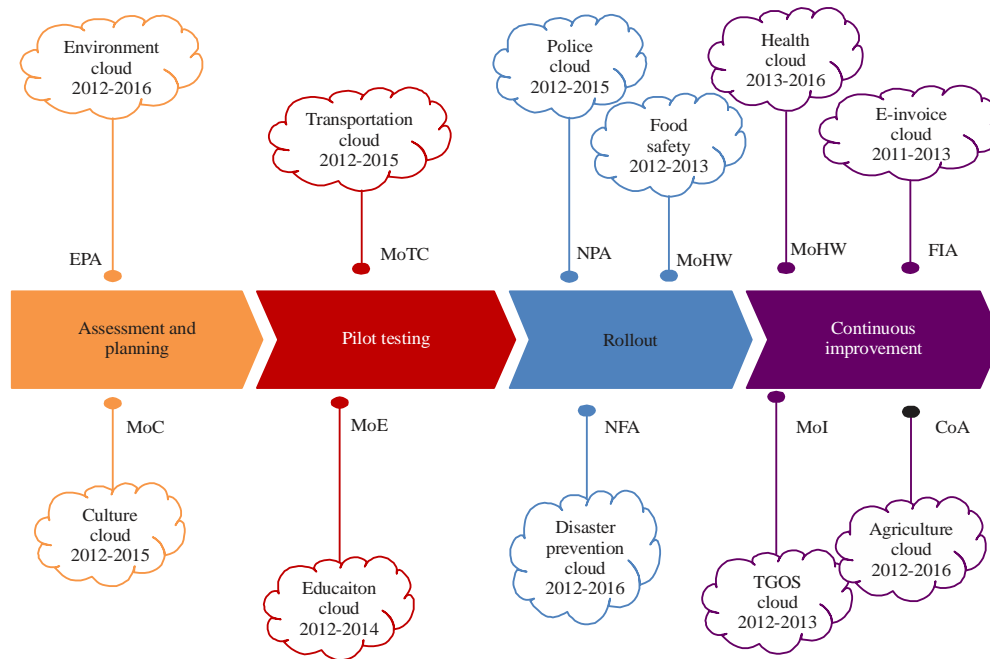 Environment
cloud
2012-2016
Transportation
cloud
2012-2015
Police
cloud
2012-2015
Food
safety
2012-2013
Health
cloud
2013-2016
E-invoice
cloud
2011-2013
EPA
MoTC
NPA
MoHW
MoHW
FIA
Assessment and
planning
Pilot testing
Rollout
Continuous
improvement
MoC
MoE
NFA
MoI
CoA
Culture
cloud
2012-2015
Educaiton
cloud
2012-2014
Disaster
prevention
cloud
2012-2016
TGOS
cloud
2012-2013
Agriculture
cloud
2012-2016